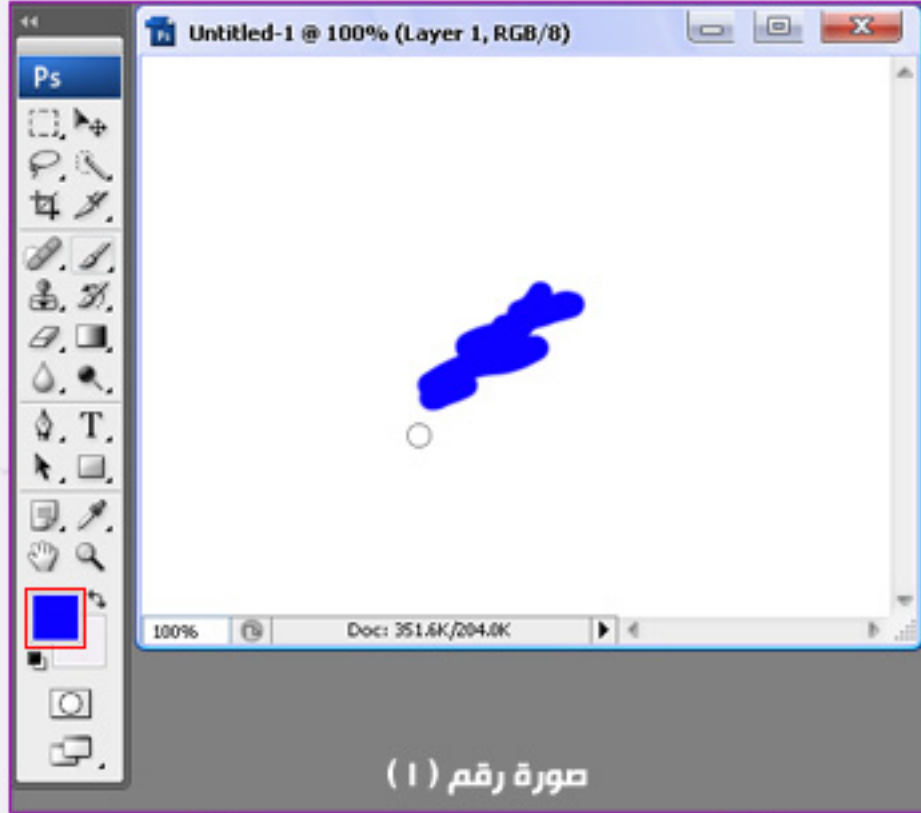 Untitled-1 @ 100% (Layer 1, RGB/8)
Ps
T
100%
Doc: 351.6K/204.0K
صورة رقم (١)